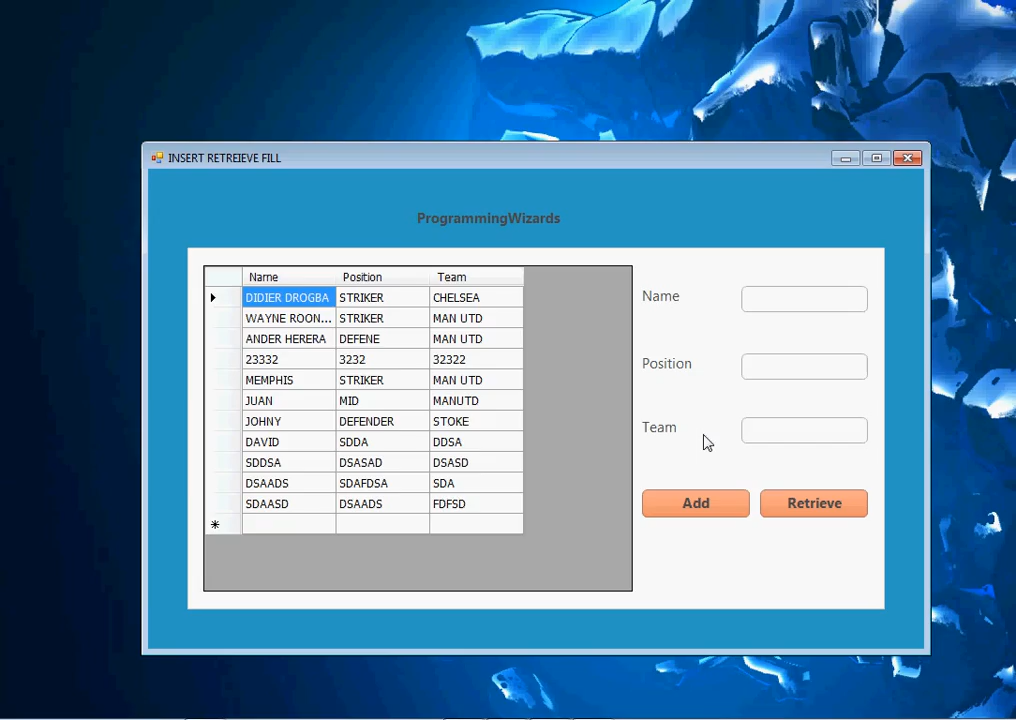 INSERT RETREIEVE FILL
ProgrammingWizards
Name Position Team
DIDIER DROGBA STRIKER CHELSEA
WAYNE ROON... STRIKER MAN UTD
ANDER HERERA DEFENE MAN UTD
23332 3232 32322
MEMPHIS STRIKER MAN UTD
JUAN MID MANUTD
JOHNY DEFENDER STOKE
DAVID SDDA DDSA
SDDSA DSASAD DSASD
DSAADS SDAFDSA SDA
SDAASD DSAADS FDFSD
Name
Position
Team
Add Retrieve